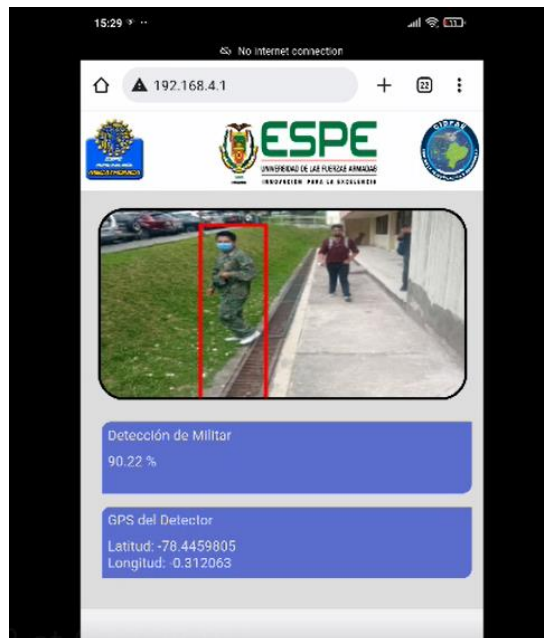 15:29
No internet connection
192.168.4.1
22
ESPE
UNIVERSIDAD DE LAS FUERZAS ARMADAS
INNOVACIÓN PARA LA EXCELENCIA
MECATRÓNICA
Detección de Militar
90.22 %
GPS del Detector
Latitud: -78.4459805
Longitud: -0.312063